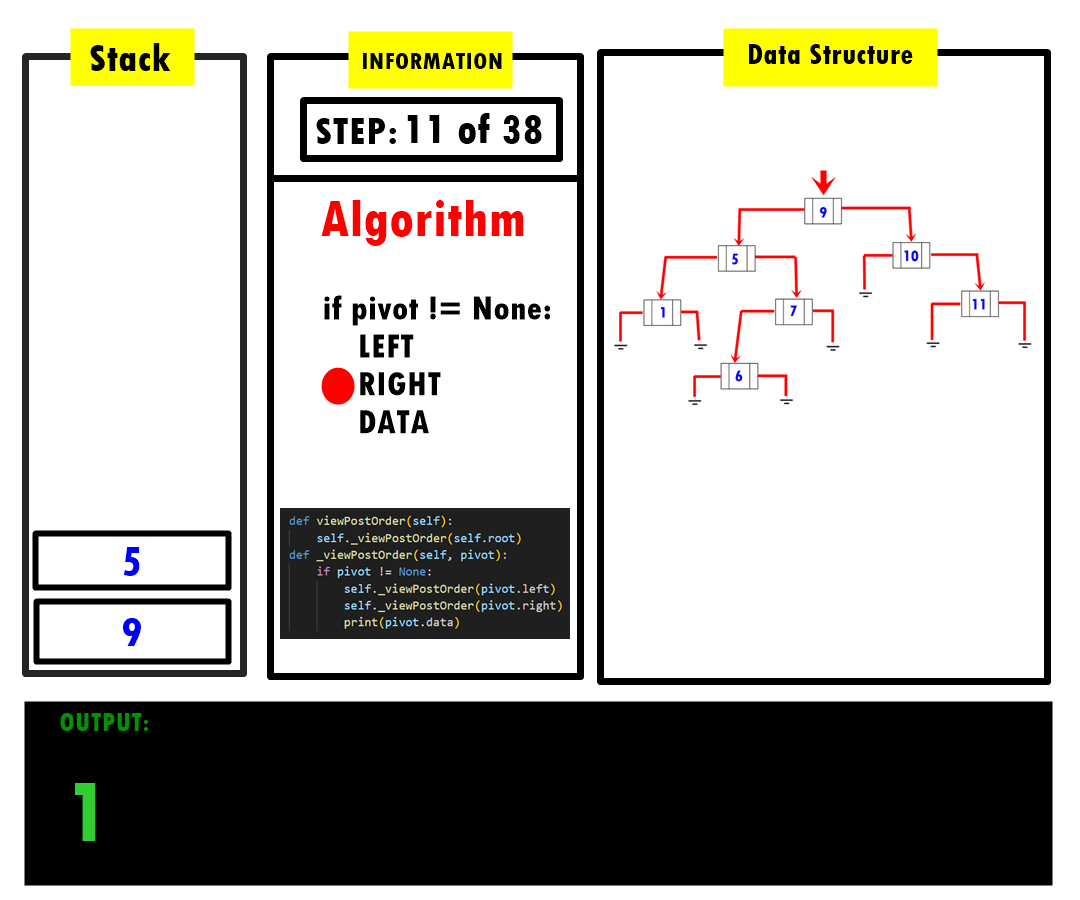 Stack
5
9
INFORMATION
STEP: 11 of 38
Algorithm
if pivot != None:
LEFT
RIGHT
DATA
def viewPostOrder(self):
self._viewPostOrder(self.root)
def _viewPostOrder(self, pivot):
if pivot != None:
self._viewPostOrder(pivot.left)
self._viewPostOrder(pivot.right)
print(pivot.data)
Data Structure
9
5
10
1
7
11
6
OUTPUT:
1